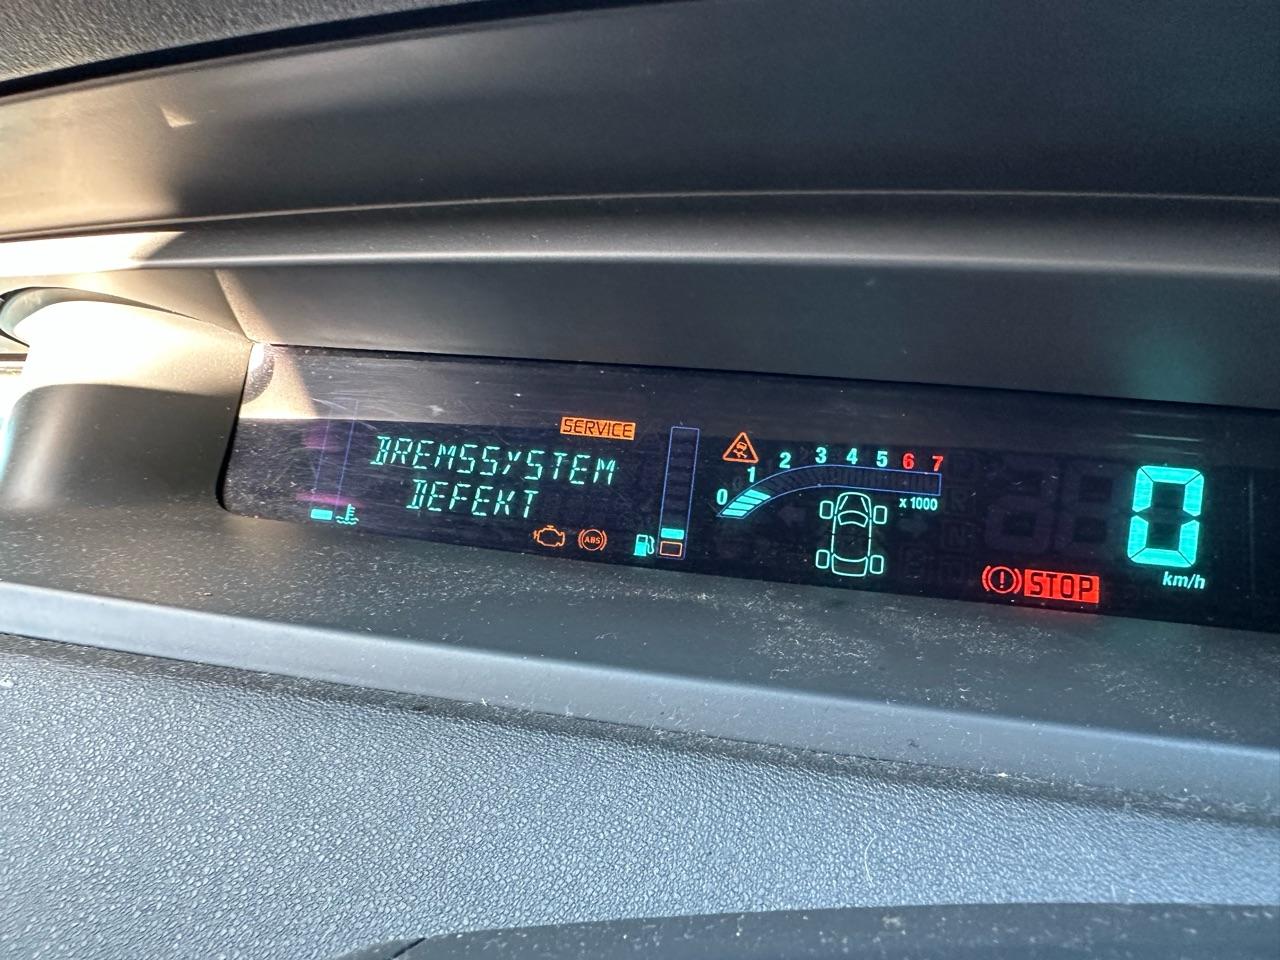 SERVICE
BREMSSYSTEM
DEFEKT
ABS
0 1 2 3 4 5 6 7
x 1000
STOP
0
km/h